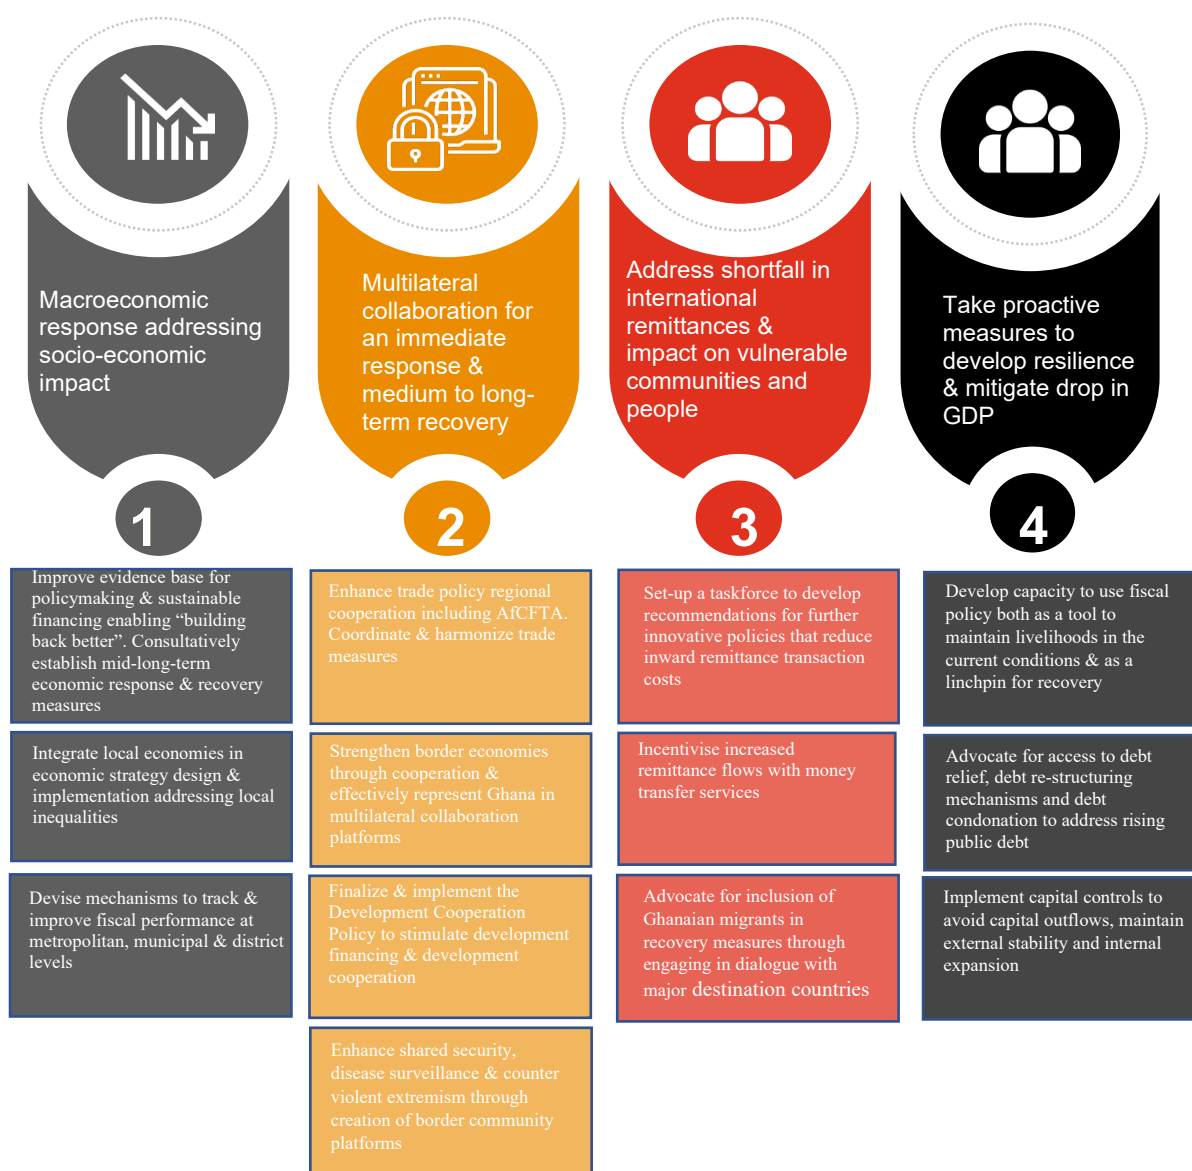 Macroeconomic
response addressing
socio-economic
impact
1
Improve evidence base for
policymaking & sustainable
financing enabling “building
back better”. Consultatively
establish mid-long-term
economic response & recovery
measures
Integrate local economies in
economic strategy design &
implementation addressing local
inequalities
Devise mechanisms to track &
improve fiscal performance at
metropolitan, municipal & district
levels
Multilateral
collaboration for
an immediate
response &
medium to long-
term recovery
2
Enhance trade policy regional
cooperation including AfCFTA.
Coordinate & harmonize trade
measures
Strengthen border economies
through cooperation &
effectively represent Ghana in
multilateral collaboration
platforms
Finalize & implement the
Development Cooperation
Policy to stimulate development
financing & development
cooperation
Enhance shared security,
disease surveillance & counter
violent extremism through
creation of border community
platforms
Address shortfall in
international
remittances &
impact on vulnerable
communities and
people
3
Set-up a taskforce to develop
recommendations for further
innovative policies that reduce
inward remittance transaction
costs
Incentivise increased
remittance flows with money
transfer services
Advocate for inclusion of
Ghanaian migrants in
recovery measures through
engaging in dialogue with
major destination countries
Take proactive
measures to
develop resilience
& mitigate drop in
GDP
4
Develop capacity to use fiscal
policy both as a tool to
maintain livelihoods in the
current conditions & as a
linchpin for recovery
Advocate for access to debt
relief, debt re-structuring
mechanisms and debt
condonation to address rising
public debt
Implement capital controls to
avoid capital outflows, maintain
external stability and internal
expansion